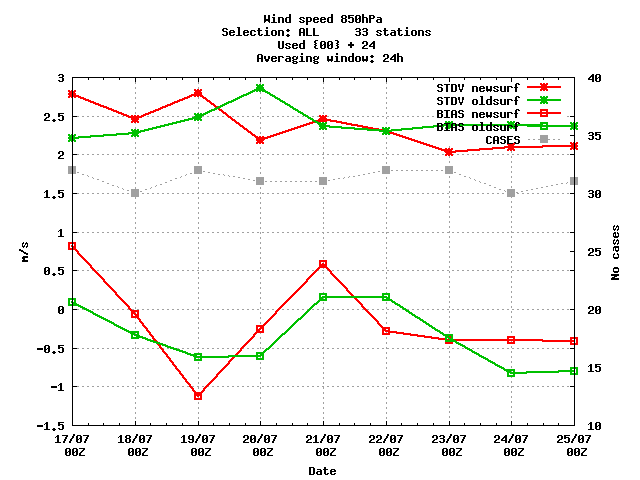 Wind speed 850hPa
Selection: ALL     33 stations
Used {00} + 24
Averaging window: 24h
STDV newsurf
STDV oldsurf
BIAS newsurf
BIAS oldsurf
CASES
3
2.5
2
1.5
1
0.5
0
-0.5
-1
-1.5
m/s
40
35
30
25
20
15
10
No cases
17/07 18/07 19/07 20/07 21/07 22/07 23/07 24/07 25/07
00Z 00Z 00Z 00Z 00Z 00Z 00Z 00Z 00Z
Date